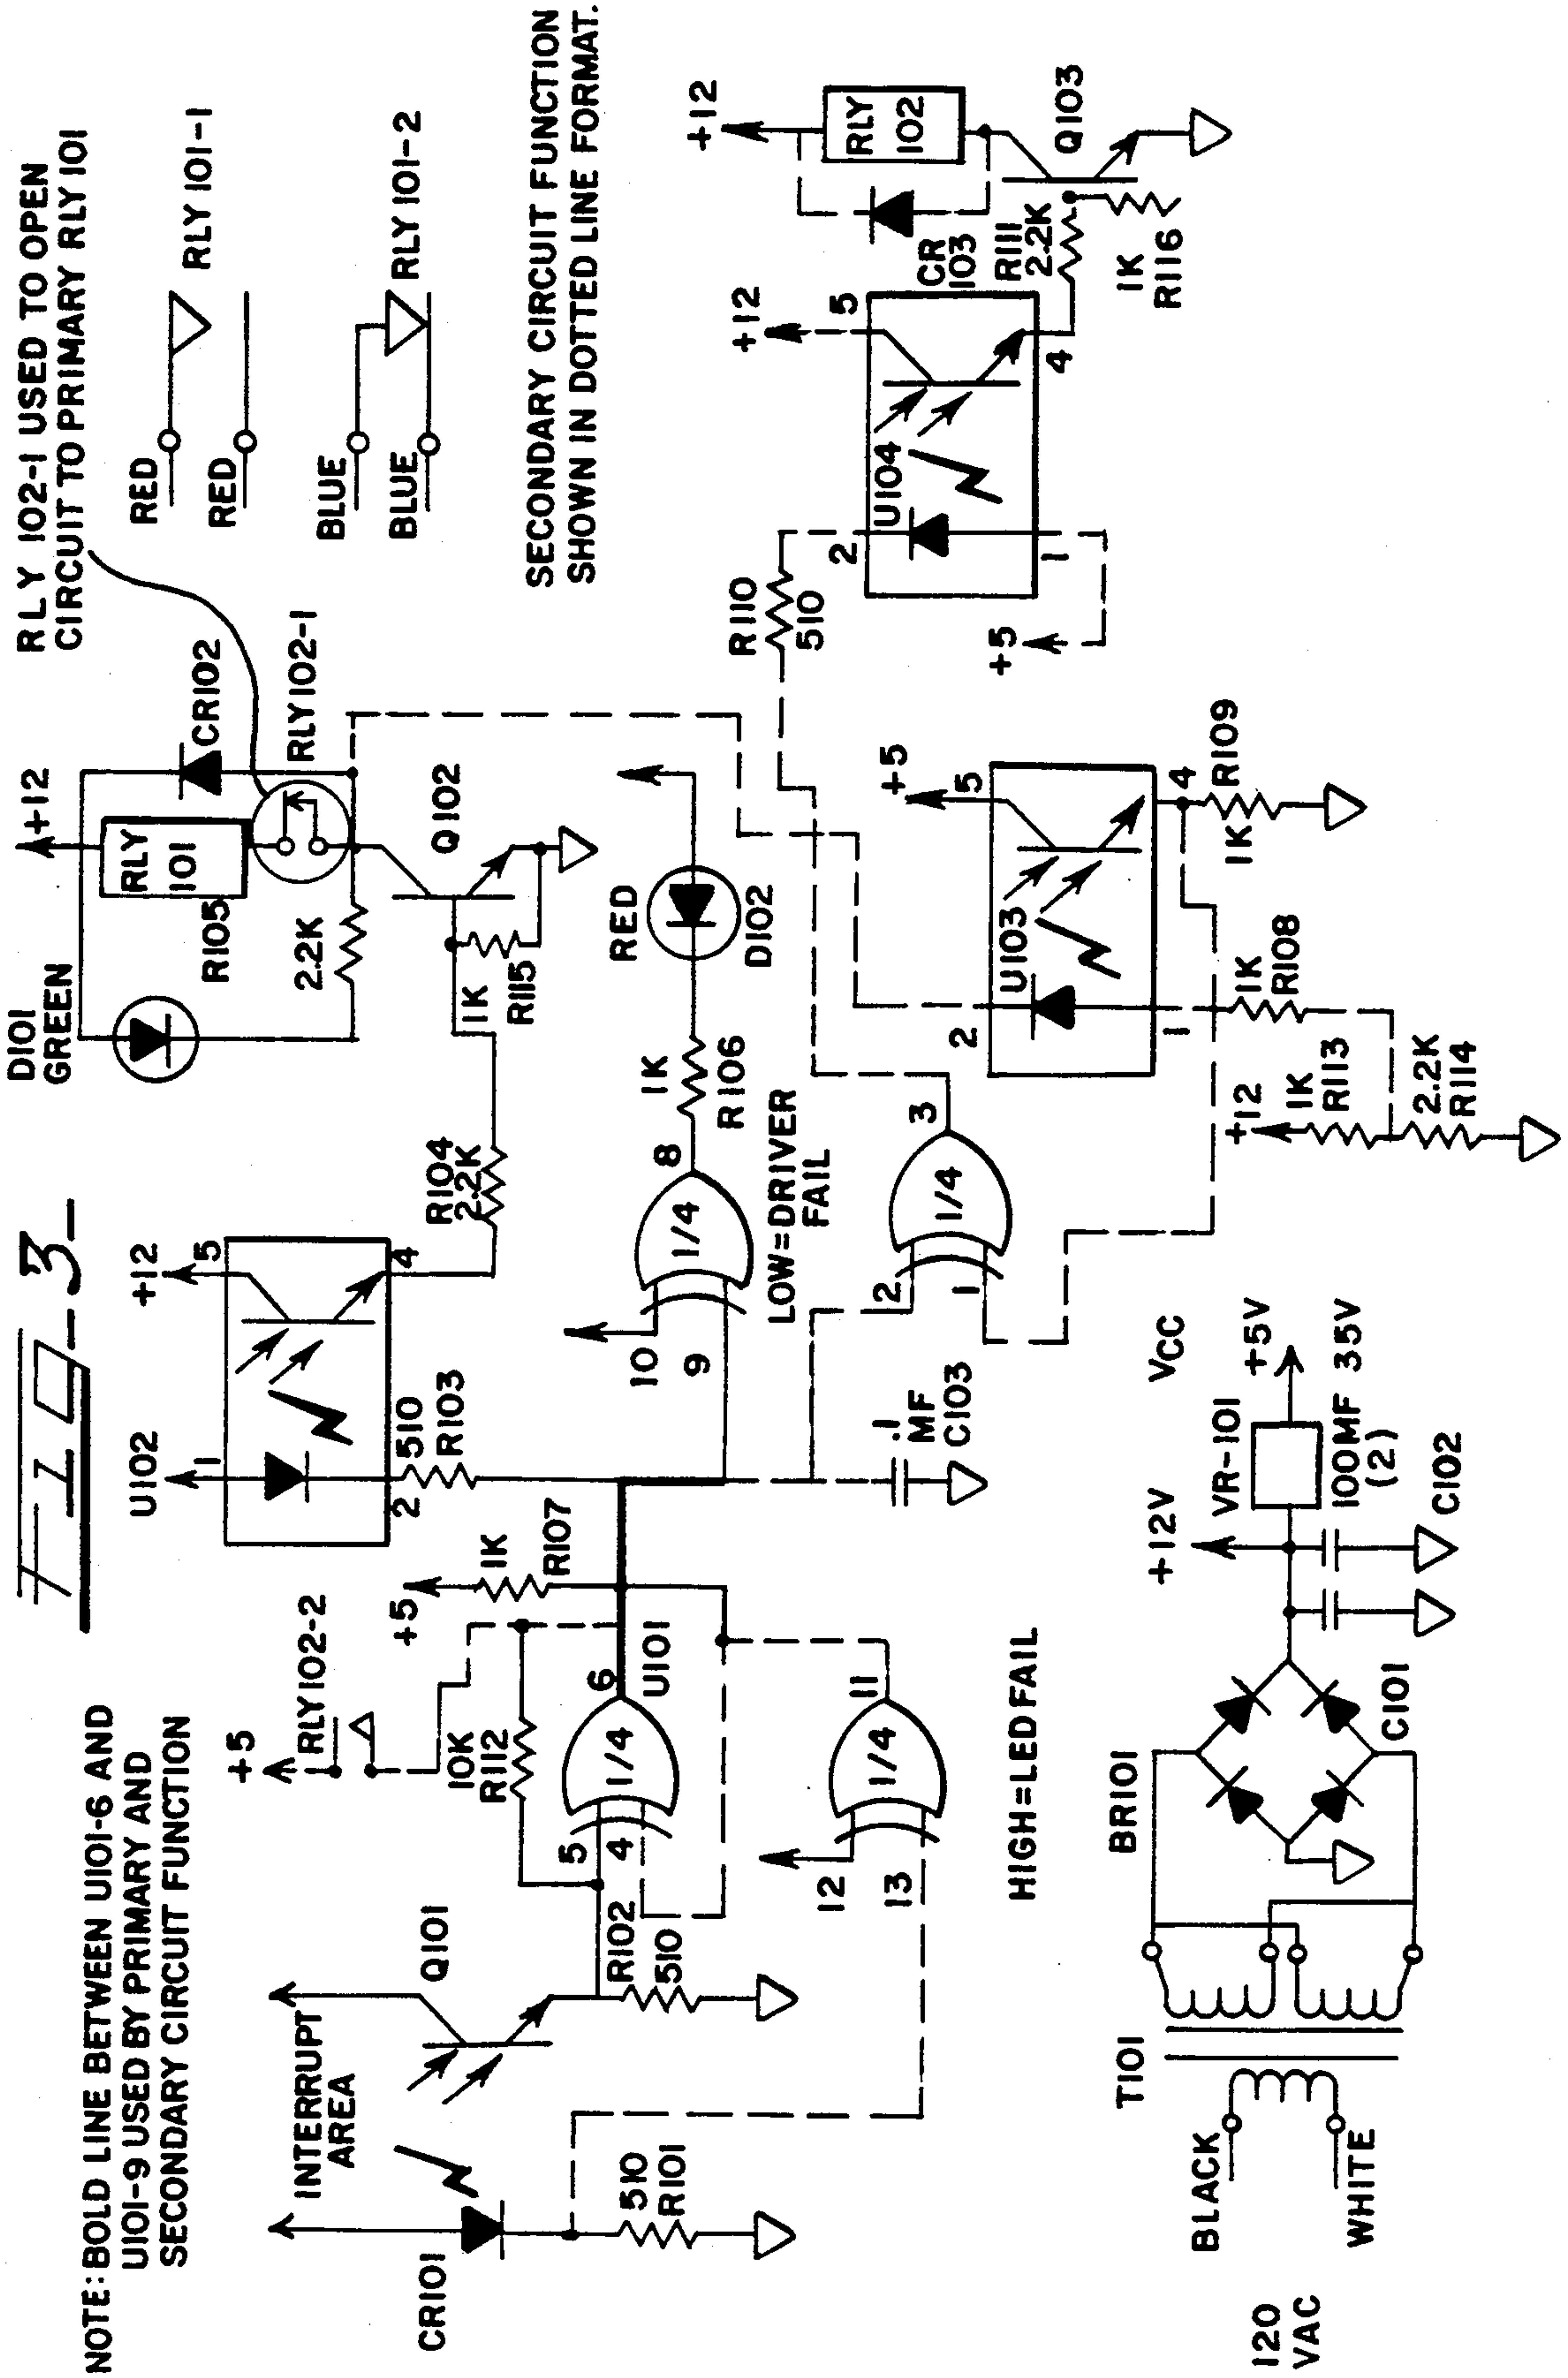 Fig-3-
NOTE: BOLD LINE BETWEEN U101-6 AND
U101-9 USED BY PRIMARY AND
SECONDARY CIRCUIT FUNCTION
RLY 102-1 USED TO OPEN
CIRCUIT TO PRIMARY RLY 101
RED
RED
RLY 101-1
BLUE
BLUE
RLY 101-2
SECONDARY CIRCUIT FUNCTION
SHOWN IN DOTTED LINE FORMAT.
INTERRUPT
AREA
CR101
510
R101
Q101
R102
510
+5
RLY102-2
10K
R112
5
4
1/4
6
U101
+5
1K
R107
12
13
1/4
11
HIGH=LED FAIL
U102
1
2
510
R103
+12
5
4
R104
2.2K
D101
GREEN
+12
RLY
101
R105
2.2K
CR102
RLY102-1
Q102
1K
R115
10
9
1/4
8
1K
R106
RED
D102
LOW=DRIVER
FAIL
.1
MF
C103
2
1
1/4
3
+5
U103
2
1
5
4
1K
R109
1K
R108
+12
1K
R113
2.2K
R114
R110
510
+5
U104
2
1
+12
5
4
R111
2.2K
1K
R116
CR
103
+12
RLY
102
Q103
120
VAC
BLACK
WHITE
T101
BR101
C101
+12V
VR-101
VCC
+5V
100MF 35V
(2)
C102